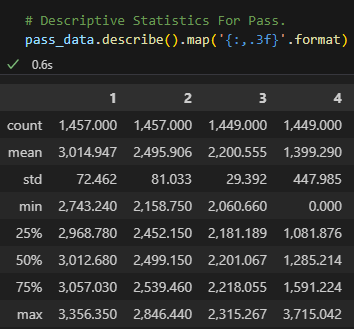 # Descriptive Statistics For Pass.
pass_data.describe().map('{:,.3f}'.format)
0.6s
1 2 3 4
count 1,457.000 1,457.000 1,449.000 1,449.000
mean 3,014.947 2,495.906 2,200.555 1,399.290
std 72.462 81.033 29.392 447.985
min 2,743.240 2,158.750 2,060.660 0.000
25% 2,968.780 2,452.150 2,181.189 1,081.876
50% 3,012.680 2,499.150 2,201.067 1,285.214
75% 3,057.030 2,539.460 2,218.055 1,591.224
max 3,356.350 2,846.440 2,315.267 3,715.042